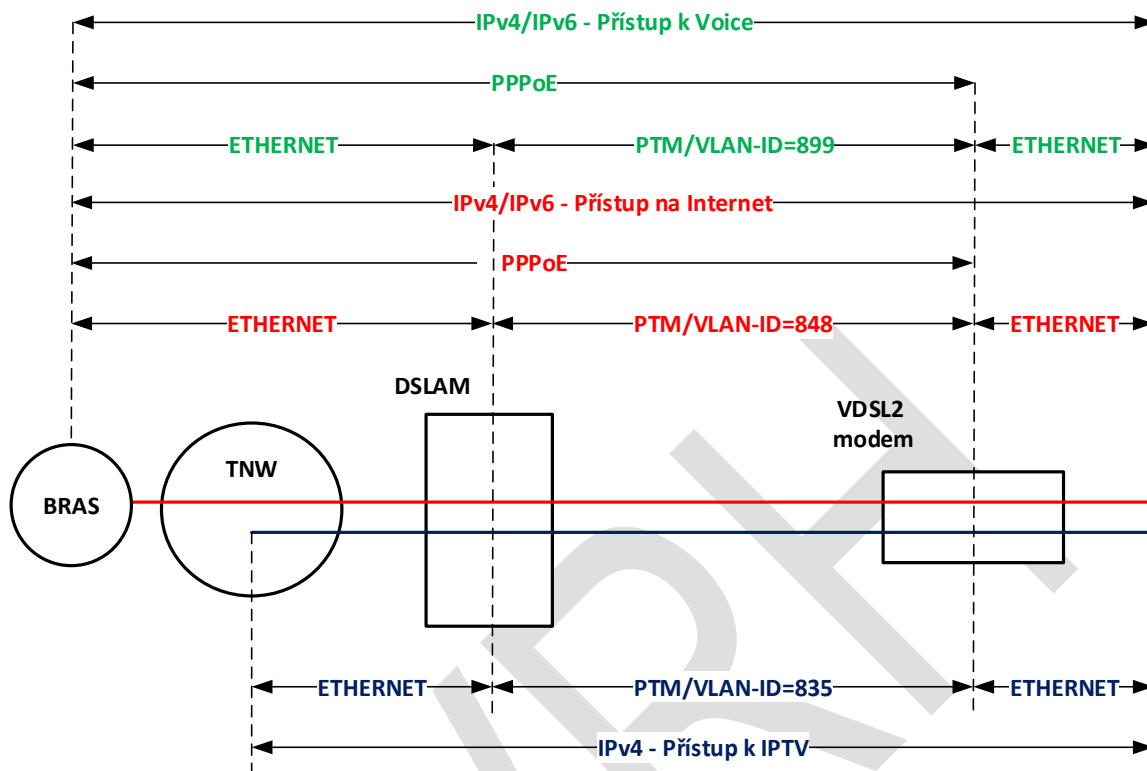 IPv4/IPv6 - Přístup k Voice
PPPoE
ETHERNET PTM/VLAN-ID=899 ETHERNET
IPv4/IPv6 - Přístup na Internet
PPPoE
ETHERNET PTM/VLAN-ID=848 ETHERNET
DSLAM
VDSL2
modem
TNW
BRAS
ETHERNET PTM/VLAN-ID=835 ETHERNET
IPv4 - Přístup k IPTV